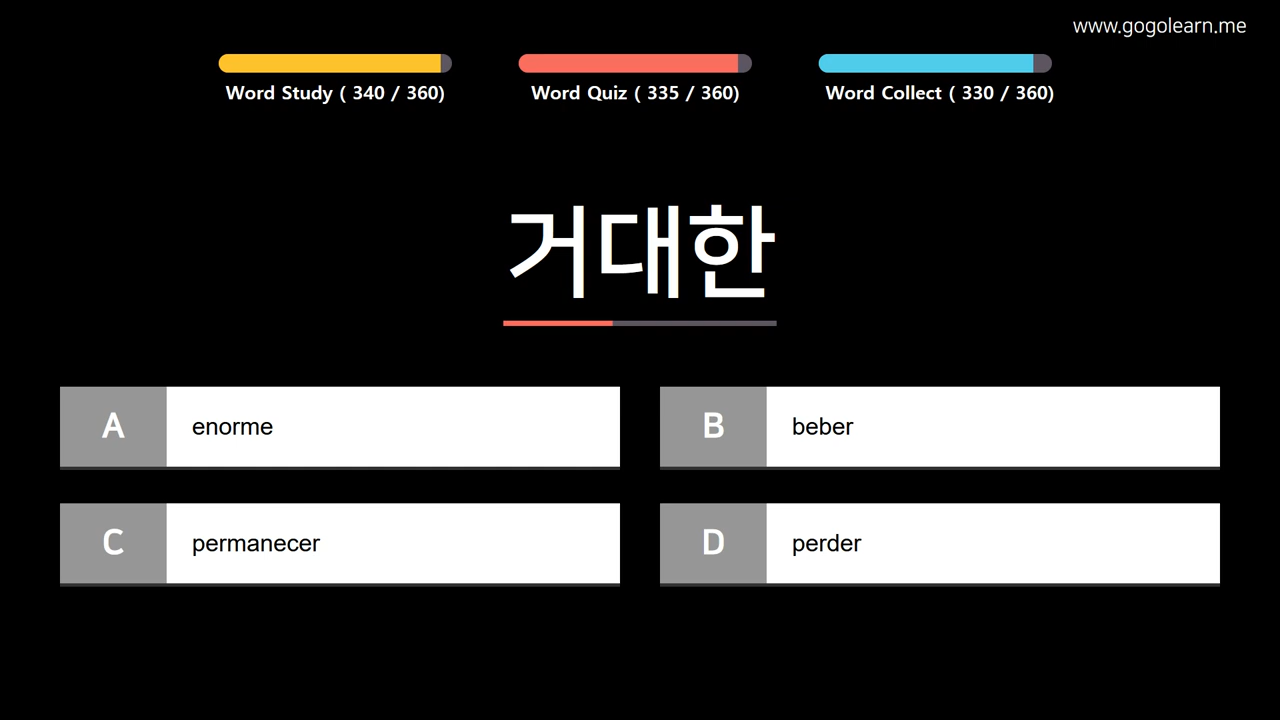 www.gogolearn.me
Word Study ( 340 / 360)
Word Quiz ( 335 / 360)
Word Collect ( 330 / 360)
거대한
A enorme
B beber
C permanecer
D perder